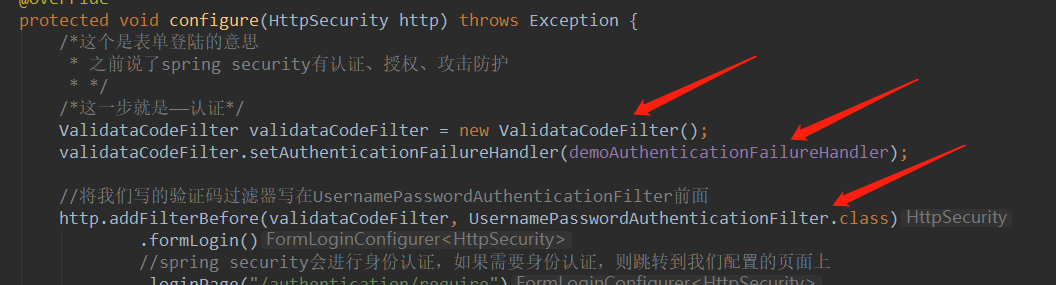 @Override
protected void configure(HttpSecurity http) throws Exception {
/*这个是表单登陆的意思
* 之前说了spring security有认证、授权、攻击防护
* */
/*这一步就是——认证*/
ValidataCodeFilter validataCodeFilter = new ValidataCodeFilter();
validataCodeFilter.setAuthenticationFailureHandler(demoAuthenticationFailureHandler);
//将我们写的验证码过滤器写在UsernamePasswordAuthenticationFilter前面
http.addFilterBefore(validataCodeFilter, UsernamePasswordAuthenticationFilter.class) HttpSecurity
.formLogin() FormLoginConfigurer<HttpSecurity>
//spring security会进行身份认证，如果需要身份认证，则跳转到我们配置的页面上
.loginPage("/authentication/require") FormLoginConfigurer<HttpSecurity>